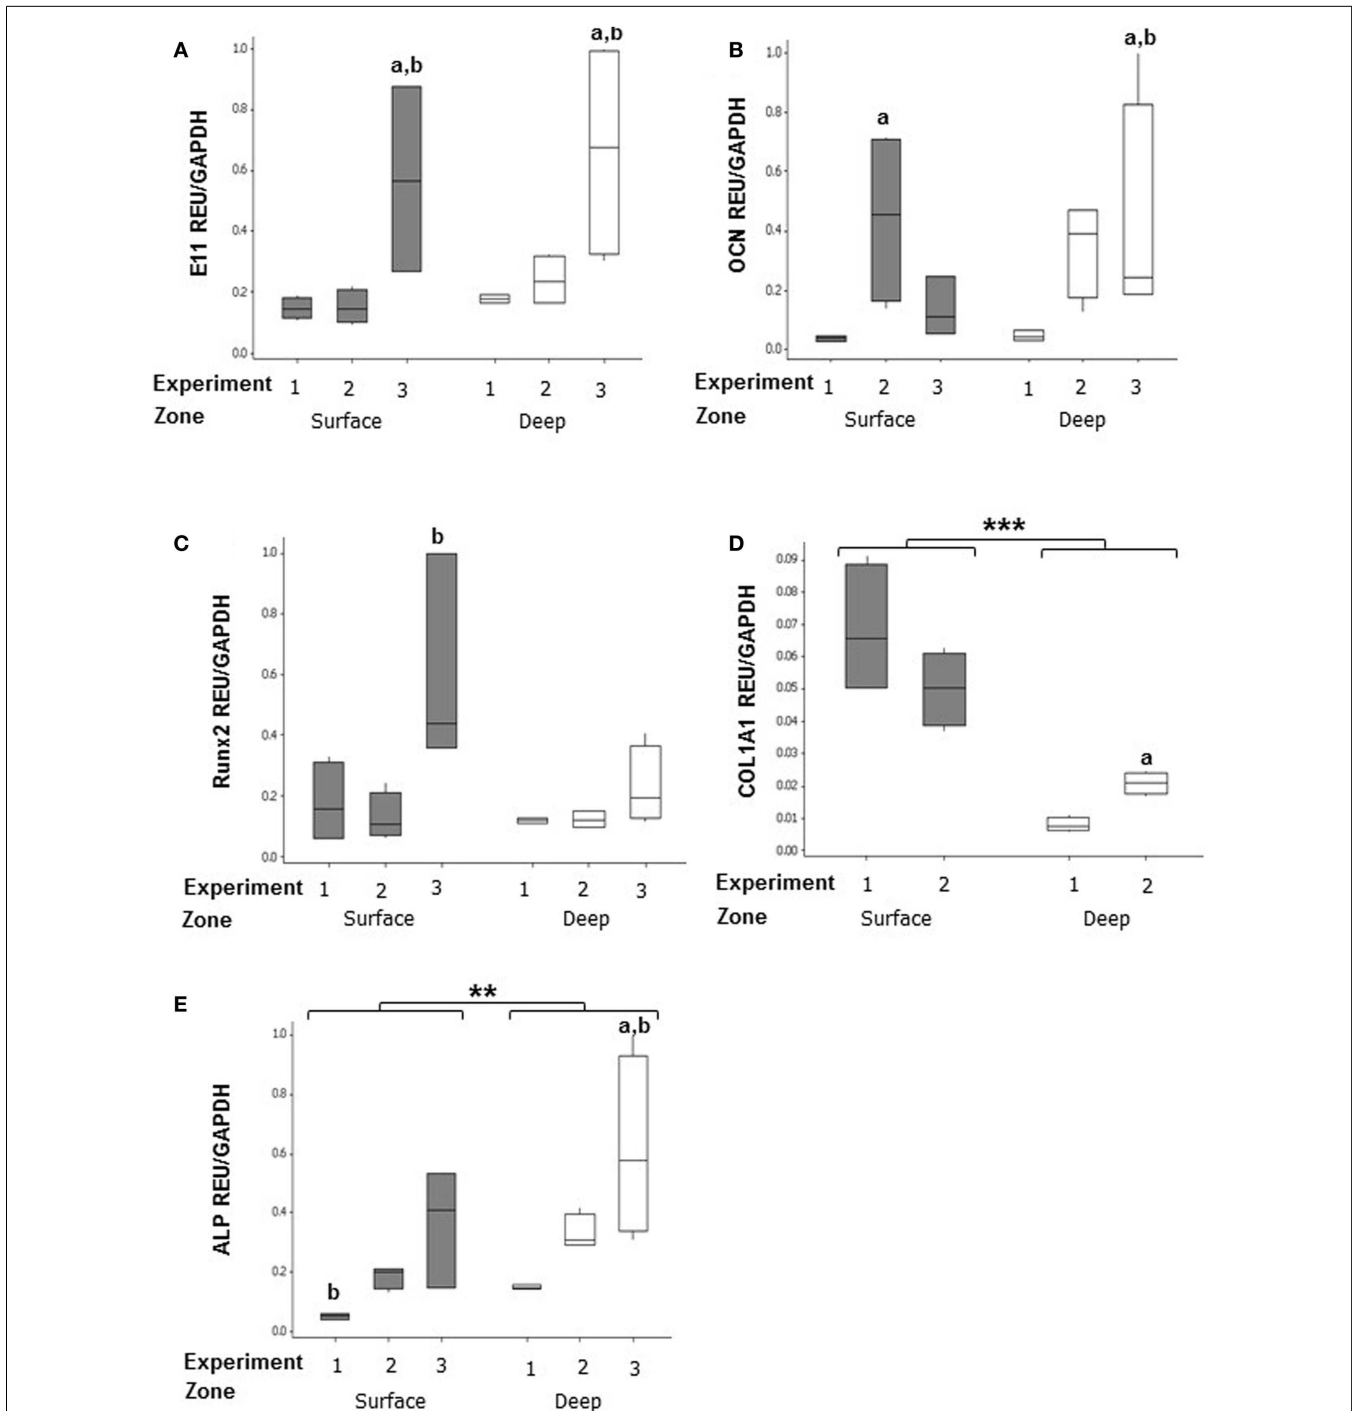 A
E11 REU/GAPDH
1.0
0.8
0.6
0.4
0.2
0.0
a,b
a,b
Experiment 1 2 3 1 2 3
Zone Surface Deep
B
OCN REU/GAPDH
1.0
0.8
0.6
0.4
0.2
0.0
a
a,b
Experiment 1 2 3 1 2 3
Zone Surface Deep
C
Runx2 REU/GAPDH
1.0
0.8
0.6
0.4
0.2
0.0
b
Experiment 1 2 3 1 2 3
Zone Surface Deep
D
COL1A1 REU/GAPDH
***
0.09
0.08
0.07
0.06
0.05
0.04
0.03
0.02
0.01
0.00
a
Experiment 1 2 1 2
Zone Surface Deep
E
ALP REU/GAPDH
**
1.0
0.8
0.6
0.4
0.2
0.0
b
a,b
Experiment 1 2 3 1 2 3
Zone Surface Deep